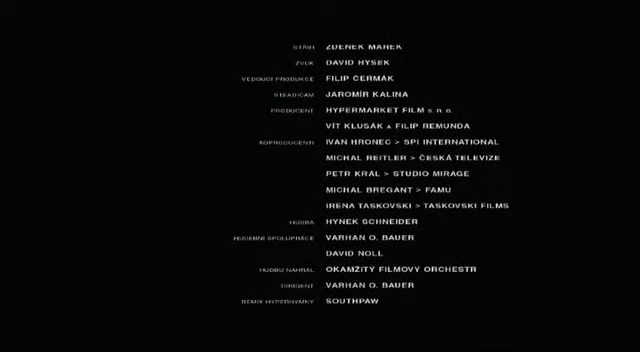 STŘIH ZDENĚK MAREK
ZVUK DAVID HYSEK
VEDOUCÍ PRODUKCE FILIP ČERMÁK
STEADICAM JAROMÍR KALINA
PRODUCENTI HYPERMARKET FILM s. r. o.
VÍT KLUSÁK A FILIP REMUNDA
KOPRODUCENTI IVAN HRONEC > SPI INTERNATIONAL
MICHAL REITLER > ČESKÁ TELEVIZE
PETR KRÁL > STUDIO MIRAGE
MICHAL BREGANT > FAMU
IRENA TASKOVSKI > TASKOVSKI FILMS
HUDBA HYNEK SCHNEIDER
HUDEBNÍ SPOLUPRÁCE VARHAN O. BAUER
DAVID NOLL
HUDBU NAHRÁL OKAMŽITÝ FILMOVÝ ORCHESTR
DIRIGENT VARHAN O. BAUER
REMIX HYPERHYMNY SOUTHPAW